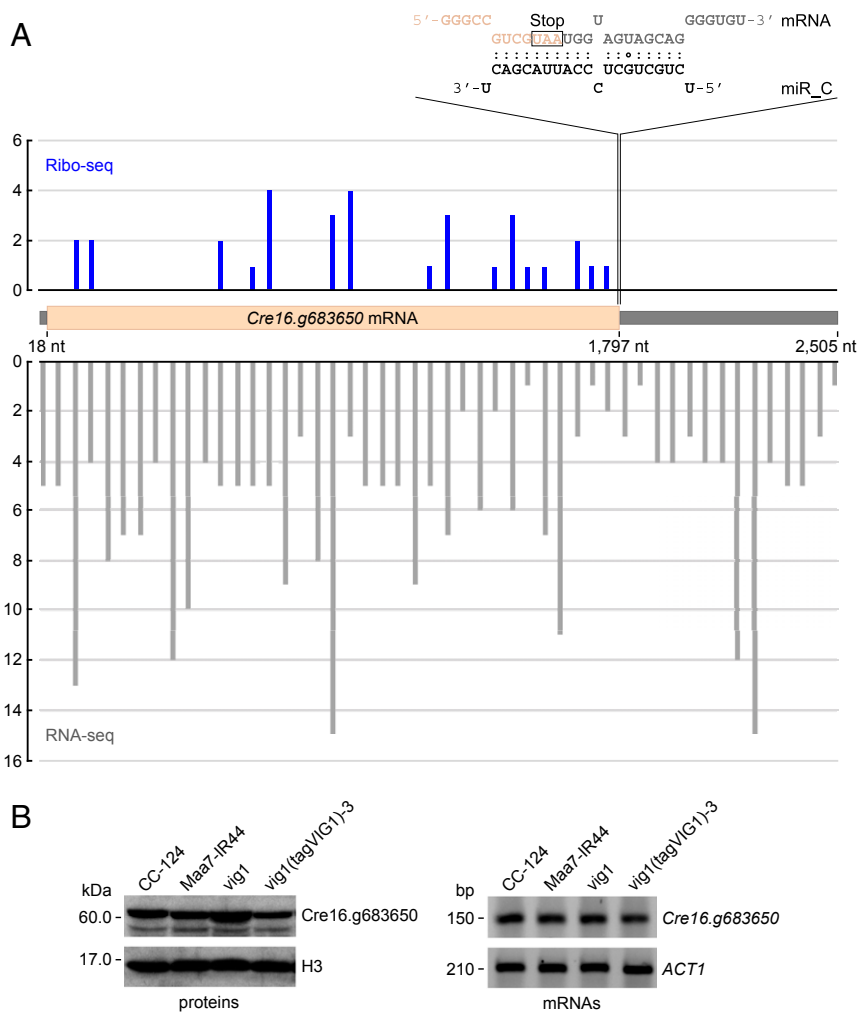 A
5′-GGGCC Stop U GGGUGU-3′ mRNA
GUCGUAAUGG AGUAGCAG
:::::::::: ::°:::::
CAGCAUUACC UCGUCGUC
3′-U C U-5′ miR_C
6
Ribo-seq
4
2
0
Cre16.g683650 mRNA
18 nt 1,797 nt 2,505 nt
0
2
4
6
8
10
12
14
RNA-seq
16
B
CC-124 Maa7-IR44 vig1 vig1(tagVIG1)-3
kDa
60.0 Cre16.g683650
17.0 H3
proteins
CC-124 Maa7-IR44 vig1 vig1(tagVIG1)-3
bp
150 Cre16.g683650
210 ACT1
mRNAs